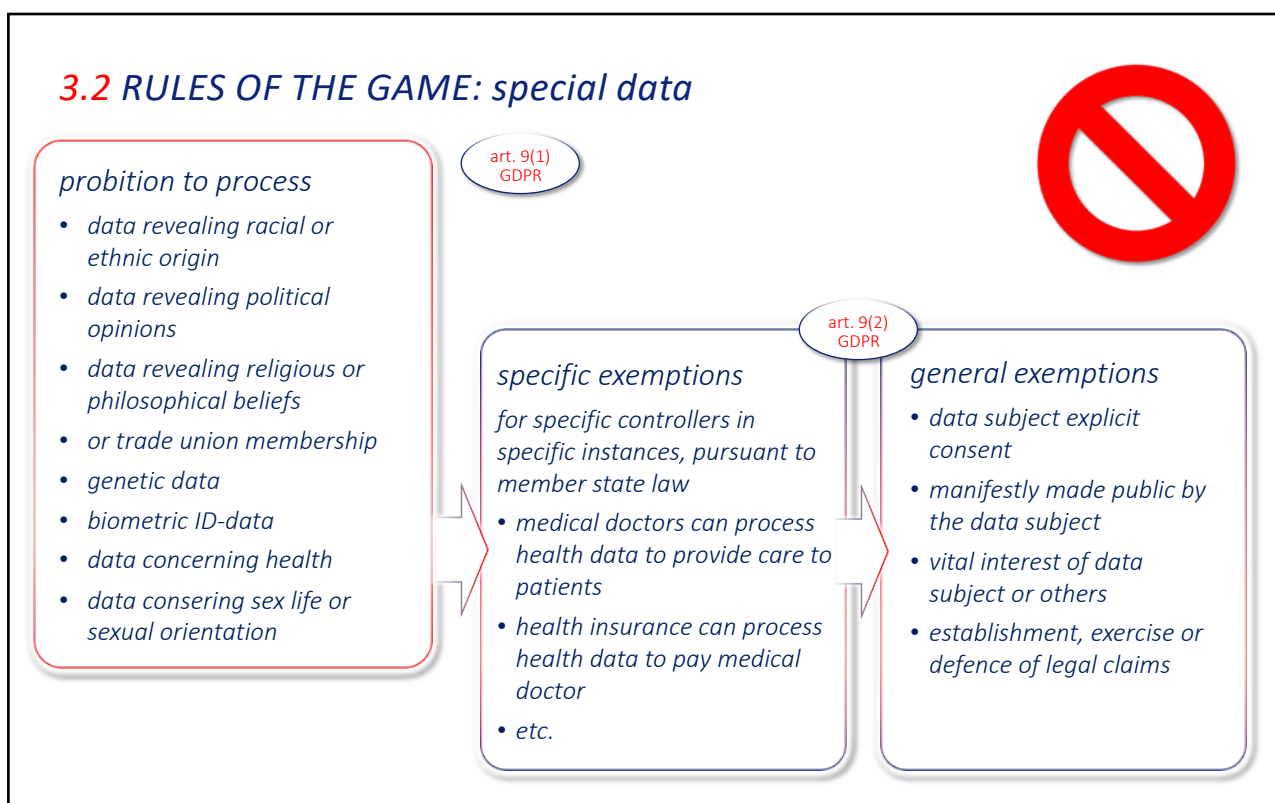 3.2 RULES OF THE GAME: special data
art. 9(1)
GDPR
probition to process
• data revealing racial or
ethnic origin
• data revealing political
opinions
• data revealing religious or
philosophical beliefs
• or trade union membership
• genetic data
• biometric ID-data
• data concerning health
• data consering sex life or
sexual orientation
art. 9(2)
GDPR
specific exemptions
for specific controllers in
specific instances, pursuant to
member state law
• medical doctors can process
health data to provide care to
patients
• health insurance can process
health data to pay medical
doctor
• etc.
general exemptions
• data subject explicit
consent
• manifestly made public by
the data subject
• vital interest of data
subject or others
• establishment, exercise or
defence of legal claims